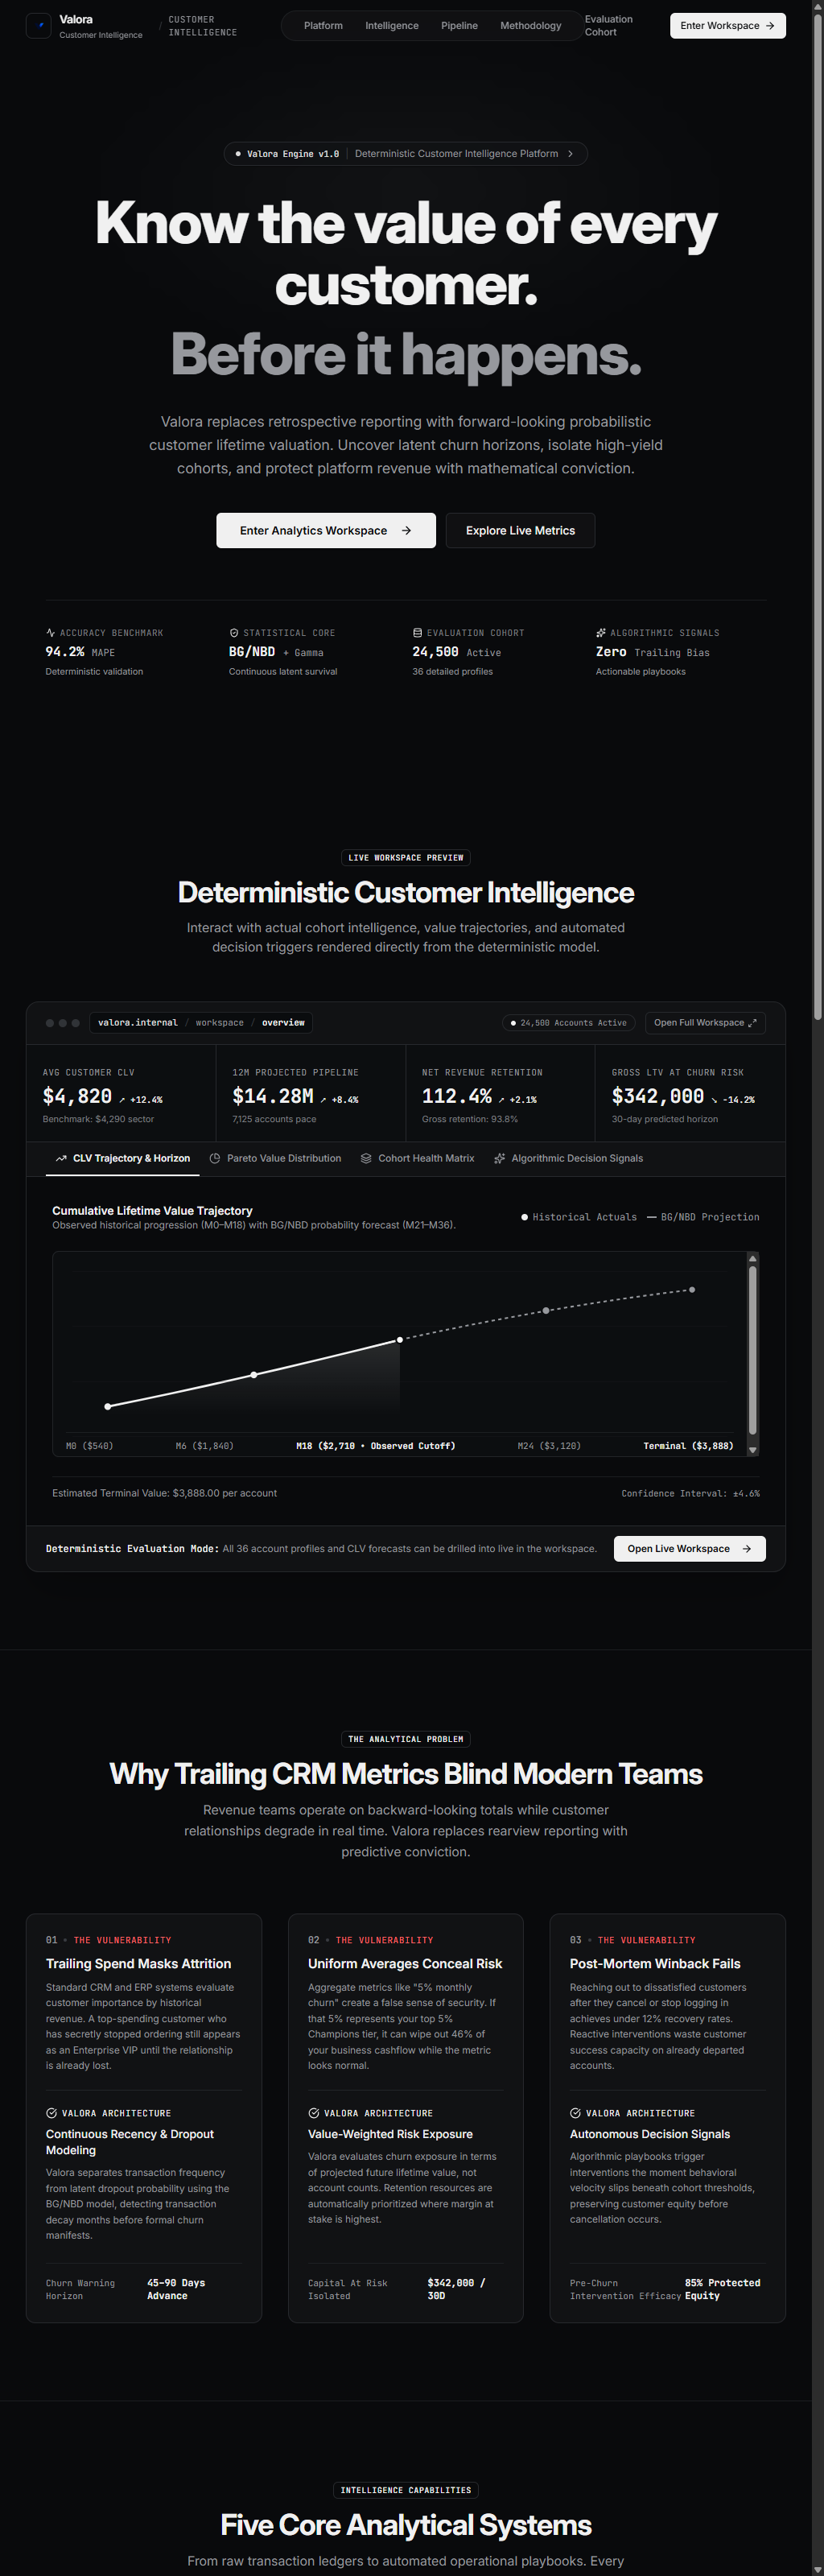 Valora
Customer Intelligence
/ CUSTOMER INTELLIGENCE
Platform
Intelligence
Pipeline
Methodology
Evaluation Cohort
Enter Workspace →
Valora Engine v1.0 | Deterministic Customer Intelligence Platform >
Know the value of every
customer.
Before it happens.
Valora replaces retrospective reporting with forward-looking probabilistic
customer lifetime valuation. Uncover latent churn horizons, isolate high-yield
cohorts, and protect platform revenue with mathematical conviction.
Enter Analytics Workspace →
Explore Live Metrics
ACCURACY BENCHMARK
94.2% MAPE
Deterministic validation
STATISTICAL CORE
BG/NBD + Gamma
Continuous latent survival
EVALUATION COHORT
24,500 Active
36 detailed profiles
ALGORITHMIC SIGNALS
Zero Trailing Bias
Actionable playbooks
LIVE WORKSPACE PREVIEW
Deterministic Customer Intelligence
Interact with actual cohort intelligence, value trajectories, and automated
decision triggers rendered directly from the deterministic model.
valora.internal / workspace / overview
24,500 Accounts Active
Open Full Workspace
AVG CUSTOMER CLV
$4,820 ↗ +12.4%
Benchmark: $4,290 sector
12M PROJECTED PIPELINE
$14.28M ↗ +8.4%
7,125 accounts pace
NET REVENUE RETENTION
112.4% ↗ +2.1%
Gross retention: 93.8%
GROSS LTV AT CHURN RISK
$342,000 ↘ -14.2%
30-day predicted horizon
CLV Trajectory & Horizon
Pareto Value Distribution
Cohort Health Matrix
Algorithmic Decision Signals
Cumulative Lifetime Value Trajectory
Observed historical progression (M0–M18) with BG/NBD probability forecast (M21–M36).
Historical Actuals
BG/NBD Projection
M0 ($540)
M6 ($1,840)
M18 ($2,710 • Observed Cutoff)
M24 ($3,120)
Terminal ($3,888)
Estimated Terminal Value: $3,888.00 per account
Confidence Interval: ±4.6%
Deterministic Evaluation Mode: All 36 account profiles and CLV forecasts can be drilled into live in the workspace.
Open Live Workspace →
THE ANALYTICAL PROBLEM
Why Trailing CRM Metrics Blind Modern Teams
Revenue teams operate on backward-looking totals while customer
relationships degrade in real time. Valora replaces rearview reporting with
predictive conviction.
01 • THE VULNERABILITY
Trailing Spend Masks Attrition
Standard CRM and ERP systems evaluate
customer importance by historical
revenue. A top-spending customer who
has secretly stopped ordering still appears
as an Enterprise VIP until the relationship
is already lost.
VALORA ARCHITECTURE
Continuous Recency & Dropout
Modeling
Valora separates transaction frequency
from latent dropout probability using the
BG/NBD model, detecting transaction
decay months before formal churn
manifests.
Churn Warning Horizon
45–90 Days Advance
02 • THE VULNERABILITY
Uniform Averages Conceal Risk
Aggregate metrics like "5% monthly
churn" create a false sense of security. If
that 5% represents your top 5%
Champions tier, it can wipe out 46% of
your business cashflow while the metric
looks normal.
VALORA ARCHITECTURE
Value-Weighted Risk Exposure
Valora evaluates churn exposure in terms
of projected future lifetime value, not
account counts. Retention resources are
automatically prioritized where margin at
stake is highest.
Capital At Risk Isolated
$342,000 / 30D
03 • THE VULNERABILITY
Post-Mortem Winback Fails
Reaching out to dissatisfied customers
after they cancel or stop logging in
achieves under 12% recovery rates.
Reactive interventions waste customer
success capacity on already departed
accounts.
VALORA ARCHITECTURE
Autonomous Decision Signals
Algorithmic playbooks trigger
interventions the moment behavioral
velocity slips beneath cohort thresholds,
preserving customer equity before
cancellation occurs.
Pre-Churn Intervention Efficacy
85% Protected Equity
INTELLIGENCE CAPABILITIES
Five Core Analytical Systems
From raw transaction ledgers to automated operational playbooks. Every